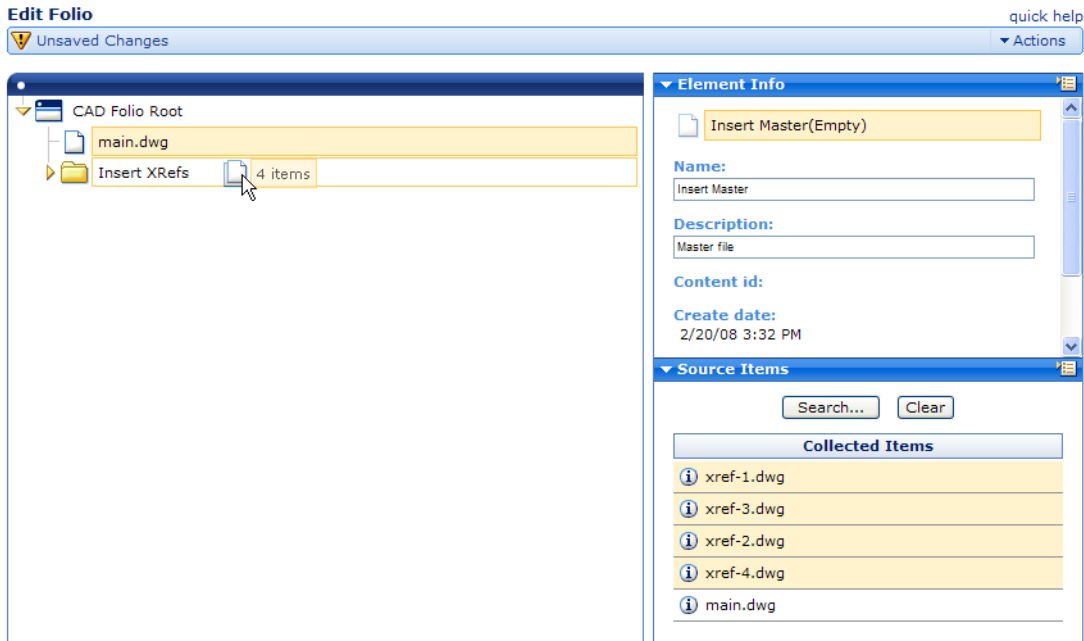 Edit Folio
quick help
Unsaved Changes
Actions
CAD Folio Root
main.dwg
Insert XRefs
4 items
Element Info
Insert Master(Empty)
Name:
Insert Master
Description:
Master file
Content id:
Create date:
2/20/08 3:32 PM
Source Items
Search...
Clear
Collected Items
xref-1.dwg
xref-3.dwg
xref-2.dwg
xref-4.dwg
main.dwg